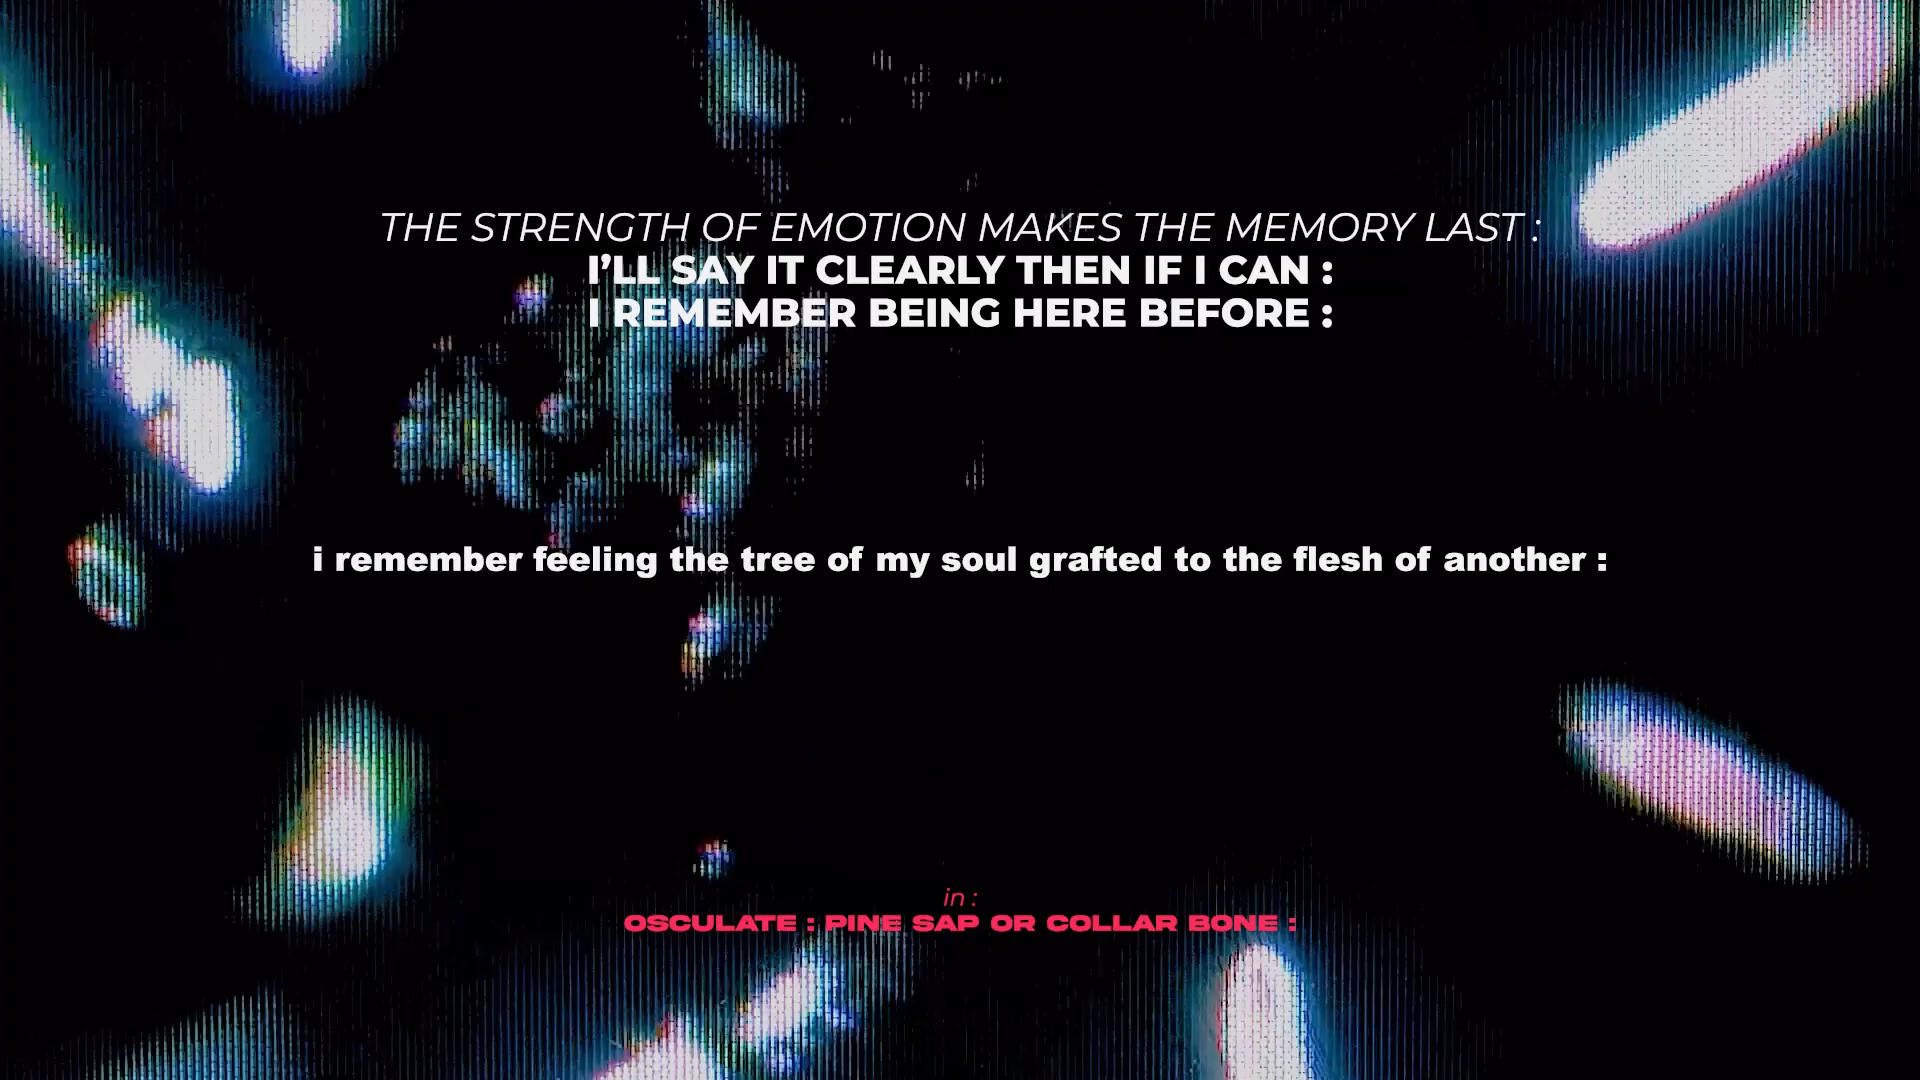 THE STRENGTH OF EMOTION MAKES THE MEMORY LAST :
I’LL SAY IT CLEARLY THEN IF I CAN :
I REMEMBER BEING HERE BEFORE :
i remember feeling the tree of my soul grafted to the flesh of another :
in :
OSCULATE : PINE SAP OR COLLAR BONE :